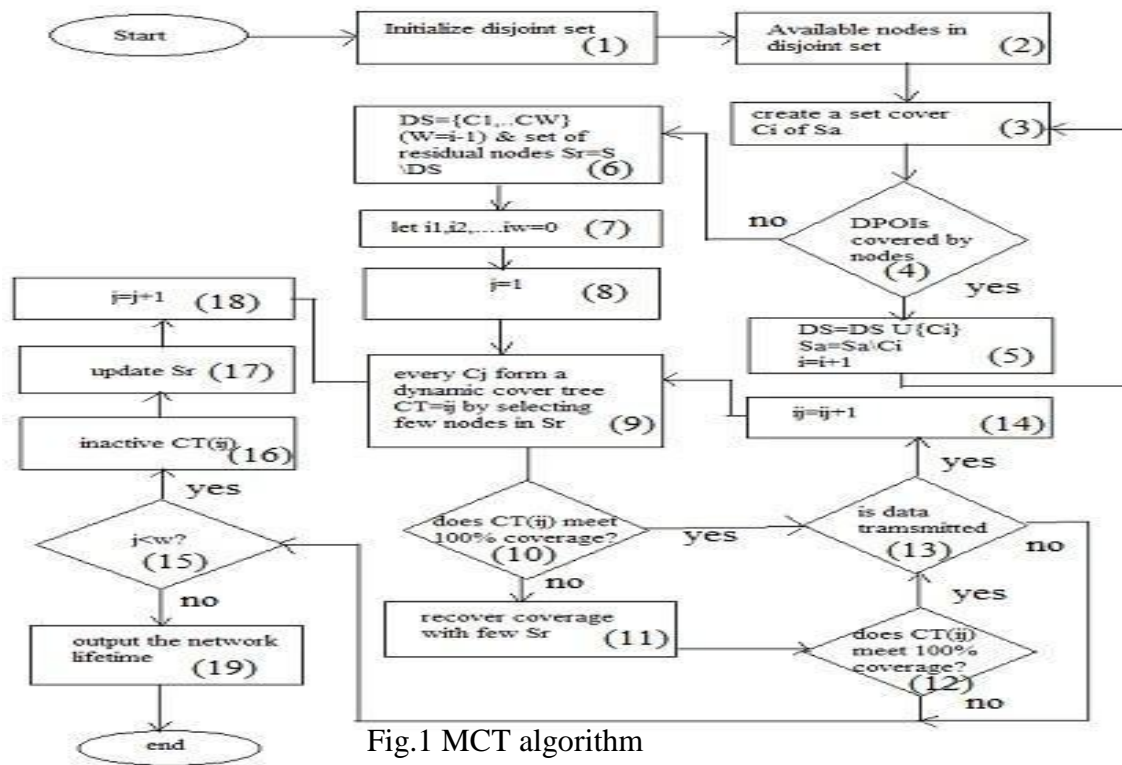 Start
Initialize disjoint set
(1)
Available nodes in
disjoint set
(2)
create a set cover
Ci of Sa
(3)
DPOIs
covered by
nodes
(4)
no
yes
DS=DS U{Ci}
Sa=Sa\Ci
i=i+1
(5)
DS={C1,..CW}
(W=i-1) & set of
residual nodes Sr=S
\DS
(6)
let i1,i2,....iw=0
(7)
j=1
(8)
every Cj form a
dynamic cover tree
CT=ij by selecting
few nodes in Sr
(9)
does CT(ij) meet
100% coverage?
(10)
yes
no
recover coverage
with few Sr
(11)
does CT(ij)
meet 100%
coverage?
(12)
yes
no
is data
tramsmitted
(13)
yes
no
ij=ij+1
(14)
j<w?
(15)
yes
no
inactive CT(ij)
(16)
update Sr
(17)
j=j+1
(18)
output the network
lifetime
(19)
end
Fig.1 MCT algorithm